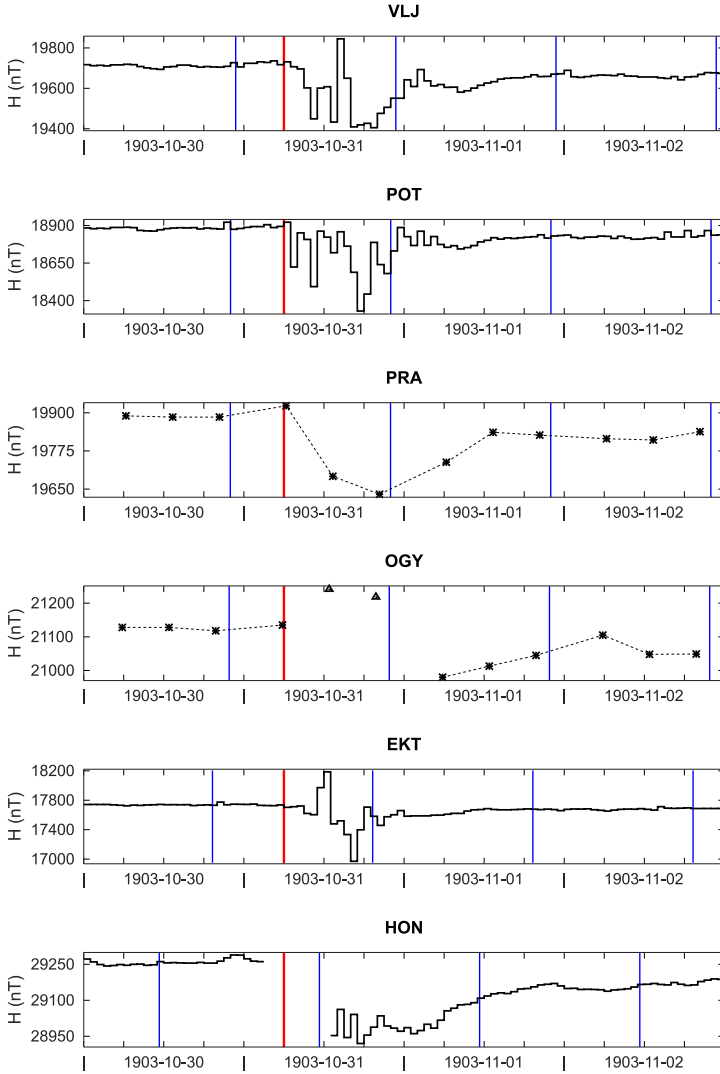 VLJ
H (nT)
19800
19600
19400
1903-10-30 1903-10-31 1903-11-01 1903-11-02
POT
H (nT)
18900
18650
18400
1903-10-30 1903-10-31 1903-11-01 1903-11-02
PRA
H (nT)
19900
19775
19650
1903-10-30 1903-10-31 1903-11-01 1903-11-02
OGY
H (nT)
21200
21100
21000
1903-10-30 1903-10-31 1903-11-01 1903-11-02
EKT
H (nT)
18200
17800
17400
17000
1903-10-30 1903-10-31 1903-11-01 1903-11-02
HON
H (nT)
29250
29100
28950
1903-10-30 1903-10-31 1903-11-01 1903-11-02